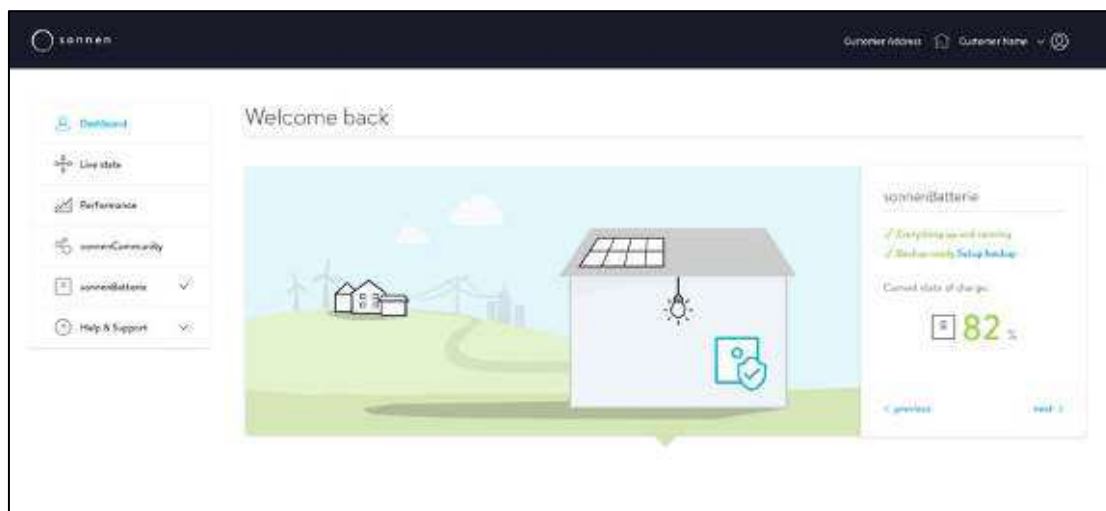 sonnen
Customer Address Customer Name
Dashboard
Live state
Performance
sonnenCommunity
sonnenBatterie
Help & Support
Welcome back
sonnenBatterie
✓ Everything up and running
✓ Backup ready Setup backup
Current state of charge:
82 %
< previous next >